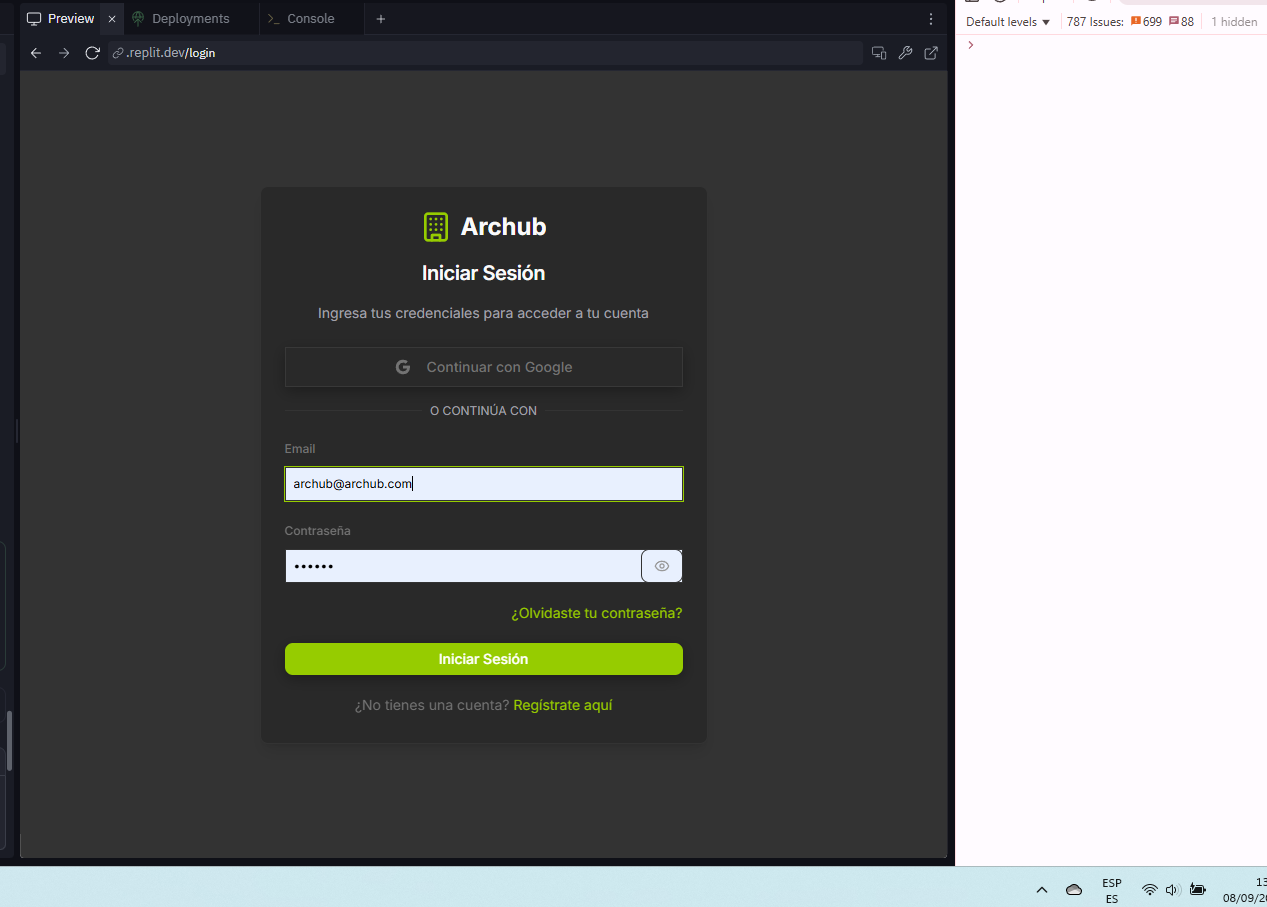 Preview
Deployments
Console
.replit.dev/login
Default levels
787 Issues: 699 88
1 hidden
Archub
Iniciar Sesión
Ingresa tus credenciales para acceder a tu cuenta
G Continuar con Google
O CONTINÚA CON
Email
archub@archub.com
Contraseña
••••••
¿Olvidaste tu contraseña?
Iniciar Sesión
¿No tienes una cuenta? Regístrate aquí
ESP
ES
13
08/09/20